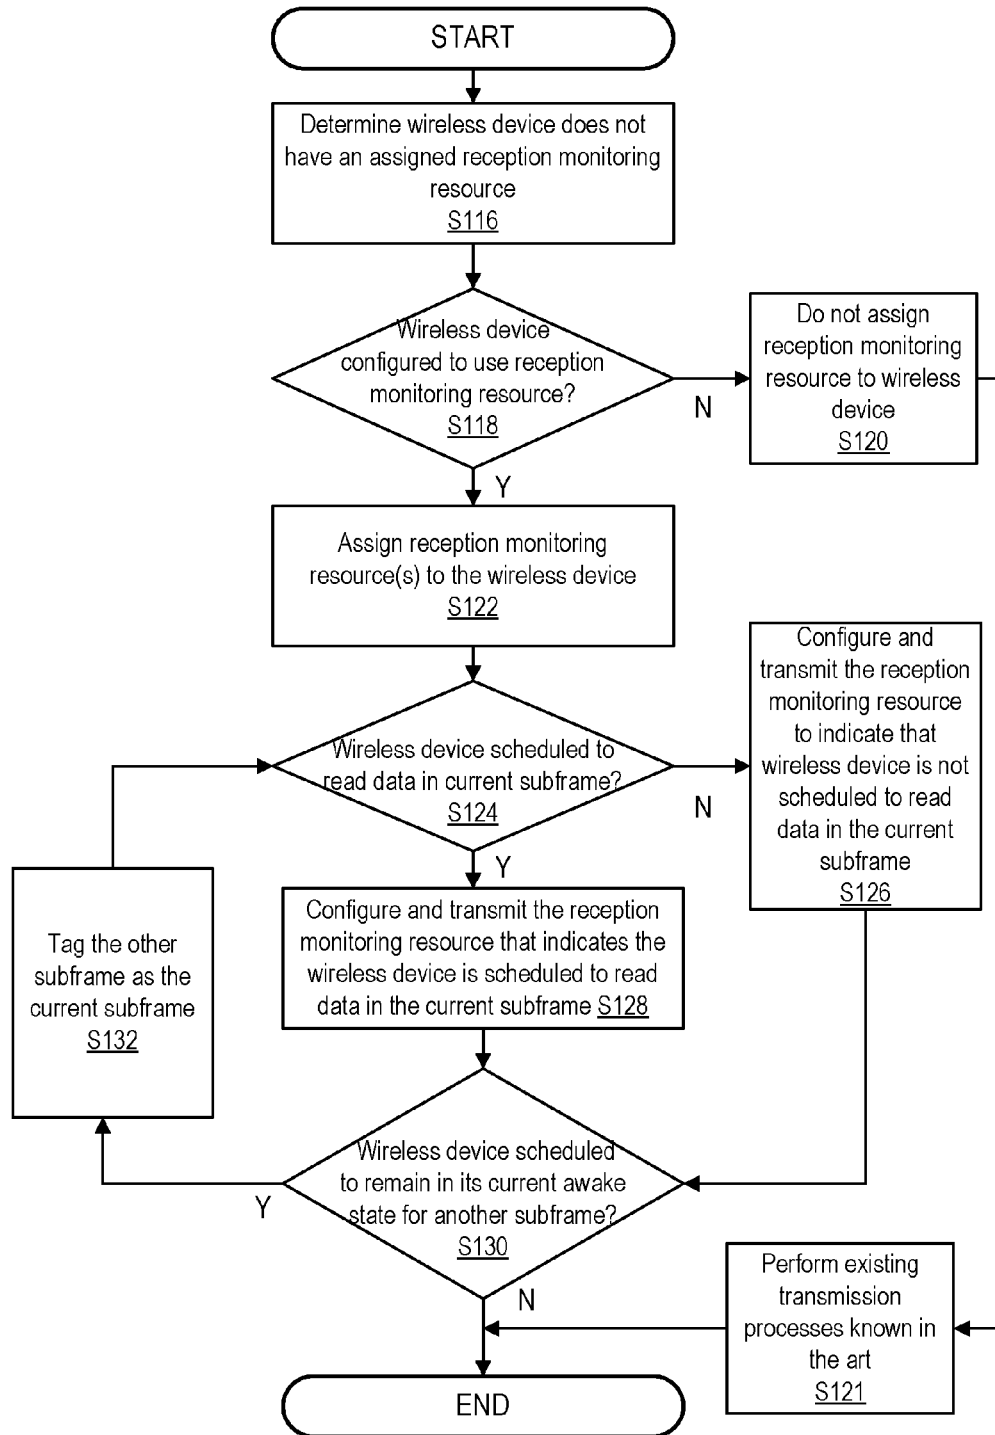 START
Determine wireless device does not
have an assigned reception monitoring
resource
S116
Wireless device
configured to use reception
monitoring resource?
S118
N
Do not assign
reception monitoring
resource to wireless
device
S120
Y
Assign reception monitoring
resource(s) to the wireless device
S122
Wireless device scheduled to
read data in current subframe?
S124
N
Configure and
transmit the reception
monitoring resource
to indicate that
wireless device is not
scheduled to read
data in the current
subframe
S126
Y
Configure and transmit the reception
monitoring resource that indicates the
wireless device is scheduled to read
data in the current subframe S128
Tag the other
subframe as the
current subframe
S132
Wireless device scheduled
to remain in its current awake
state for another subframe?
S130
Y
N
Perform existing
transmission
processes known in
the art
S121
END